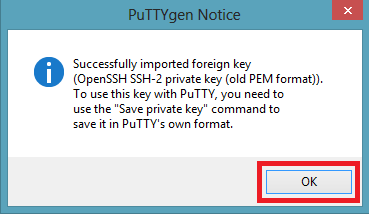 PuTTYgen Notice
Successfully imported foreign key
(OpenSSH SSH-2 private key (old PEM format)).
To use this key with PuTTY, you need to
use the "Save private key" command to
save it in PuTTY's own format.
OK